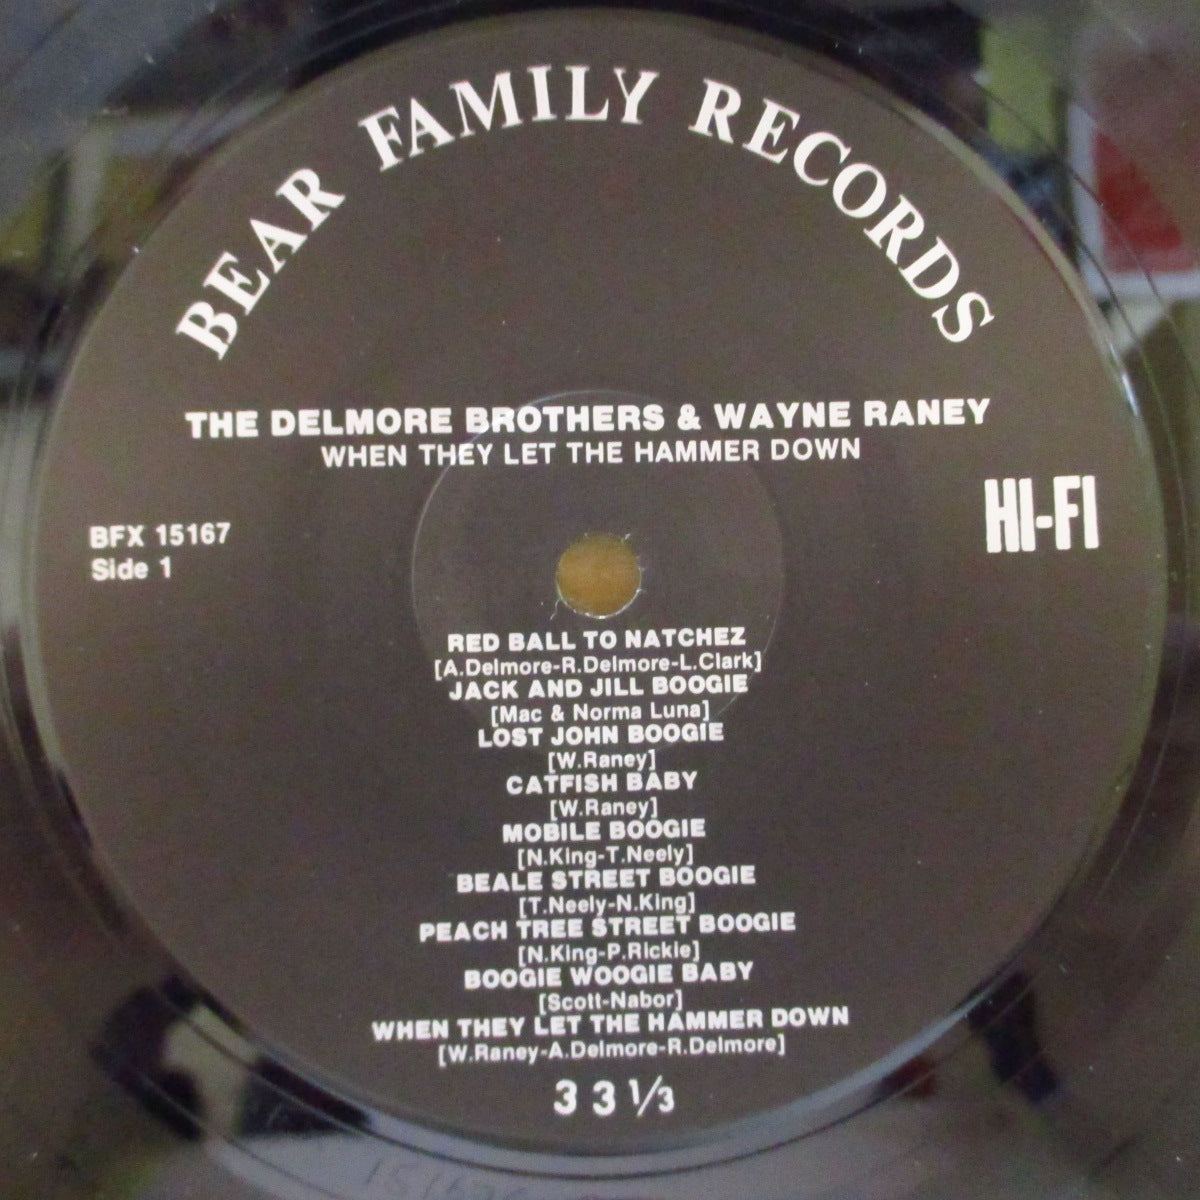 BEAR FAMILY RECORDS
THE DELMORE BROTHERS & WAYNE RANEY
WHEN THEY LET THE HAMMER DOWN
HI-FI
BFX 15167
Side 1
RED BALL TO NATCHEZ
[A.Delmore-R.Delmore-L.Clark]
JACK AND JILL BOOGIE
[Mac & Norma Luna]
LOST JOHN BOOGIE
[W.Raney]
CATFISH BABY
[W.Raney]
MOBILE BOOGIE
[N.King-T.Neely]
BEALE STREET BOOGIE
[T.Neely-N.King]
PEACH TREE STREET BOOGIE
[N.King-P.Rickie]
BOOGIE WOOGIE BABY
[Scott-Nabor]
WHEN THEY LET THE HAMMER DOWN
[W.Raney-A.Delmore-R.Delmore]
33 1/3